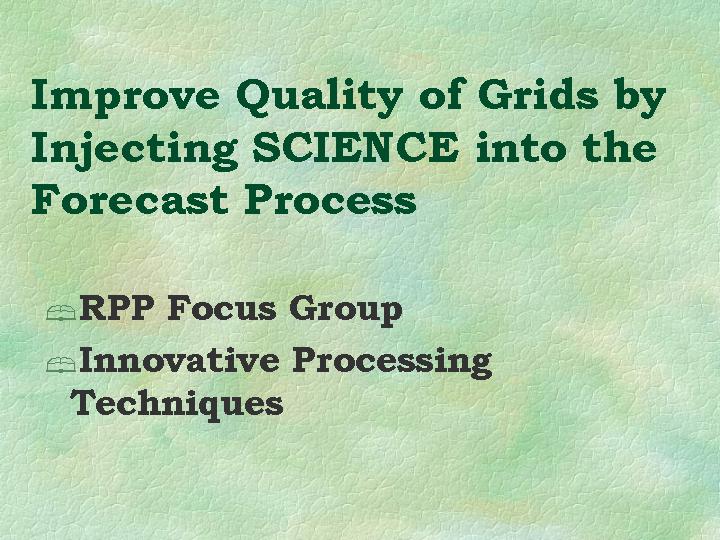 Improve Quality of Grids by
Injecting SCIENCE into the
Forecast Process
RPP Focus Group
Innovative Processing
Techniques